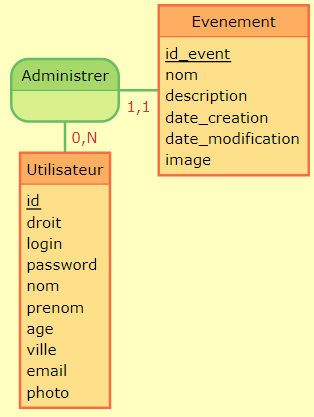 Evenement
id_event
nom
description
date_creation
date_modification
image
Administrer
1,1
0,N
Utilisateur
id
droit
login
password
nom
prenom
age
ville
email
photo